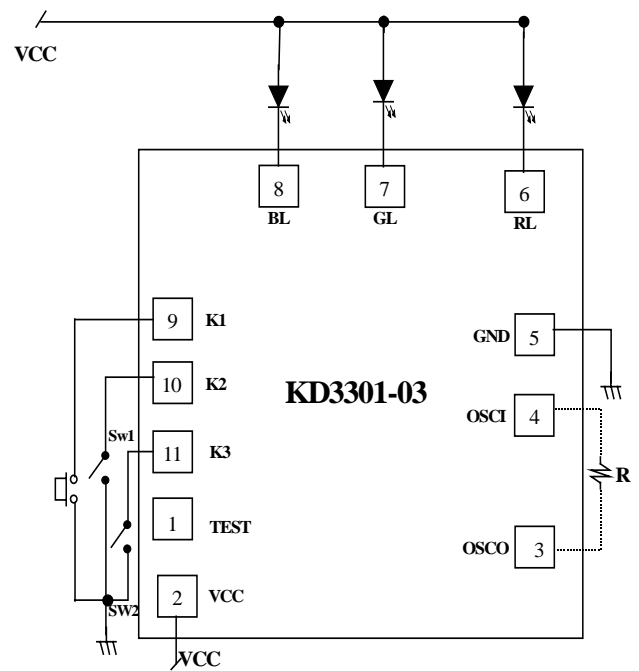 VCC
8
7
6
BL
GL
RL
9
K1
GND
5
10
K2
KD3301-03
OSCI
4
Sw1
11
K3
R
1
TEST
OSCO
3
SW2
2
VCC
VCC